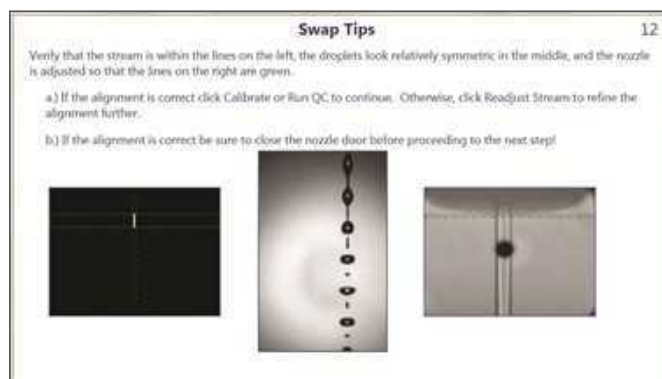 Swap Tips
12
Verify that the stream is within the lines on the left, the droplets look relatively symmetric in the middle, and the nozzle
is adjusted so that the lines on the right are green.
a.) If the alignment is correct click Calibrate or Run QC to continue. Otherwise, click Readjust Stream to refine the
alignment further.
b.) If the alignment is correct be sure to close the nozzle door before proceeding to the next step!